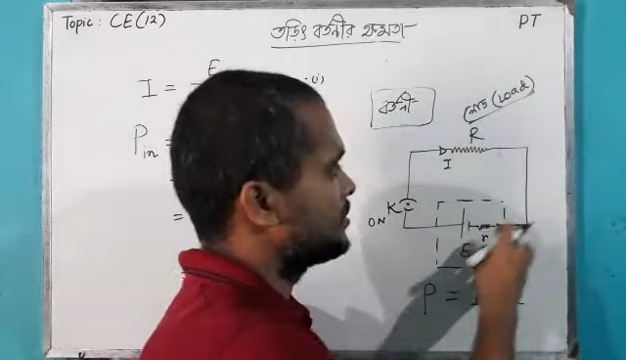 Topic: CE(12)
তড়িৎ বর্তনীর ক্ষমতা
PT
I = E
(i)
বর্তনী
লোড (Load)
R
I
P_in =
K
ON
E
r
=
P =